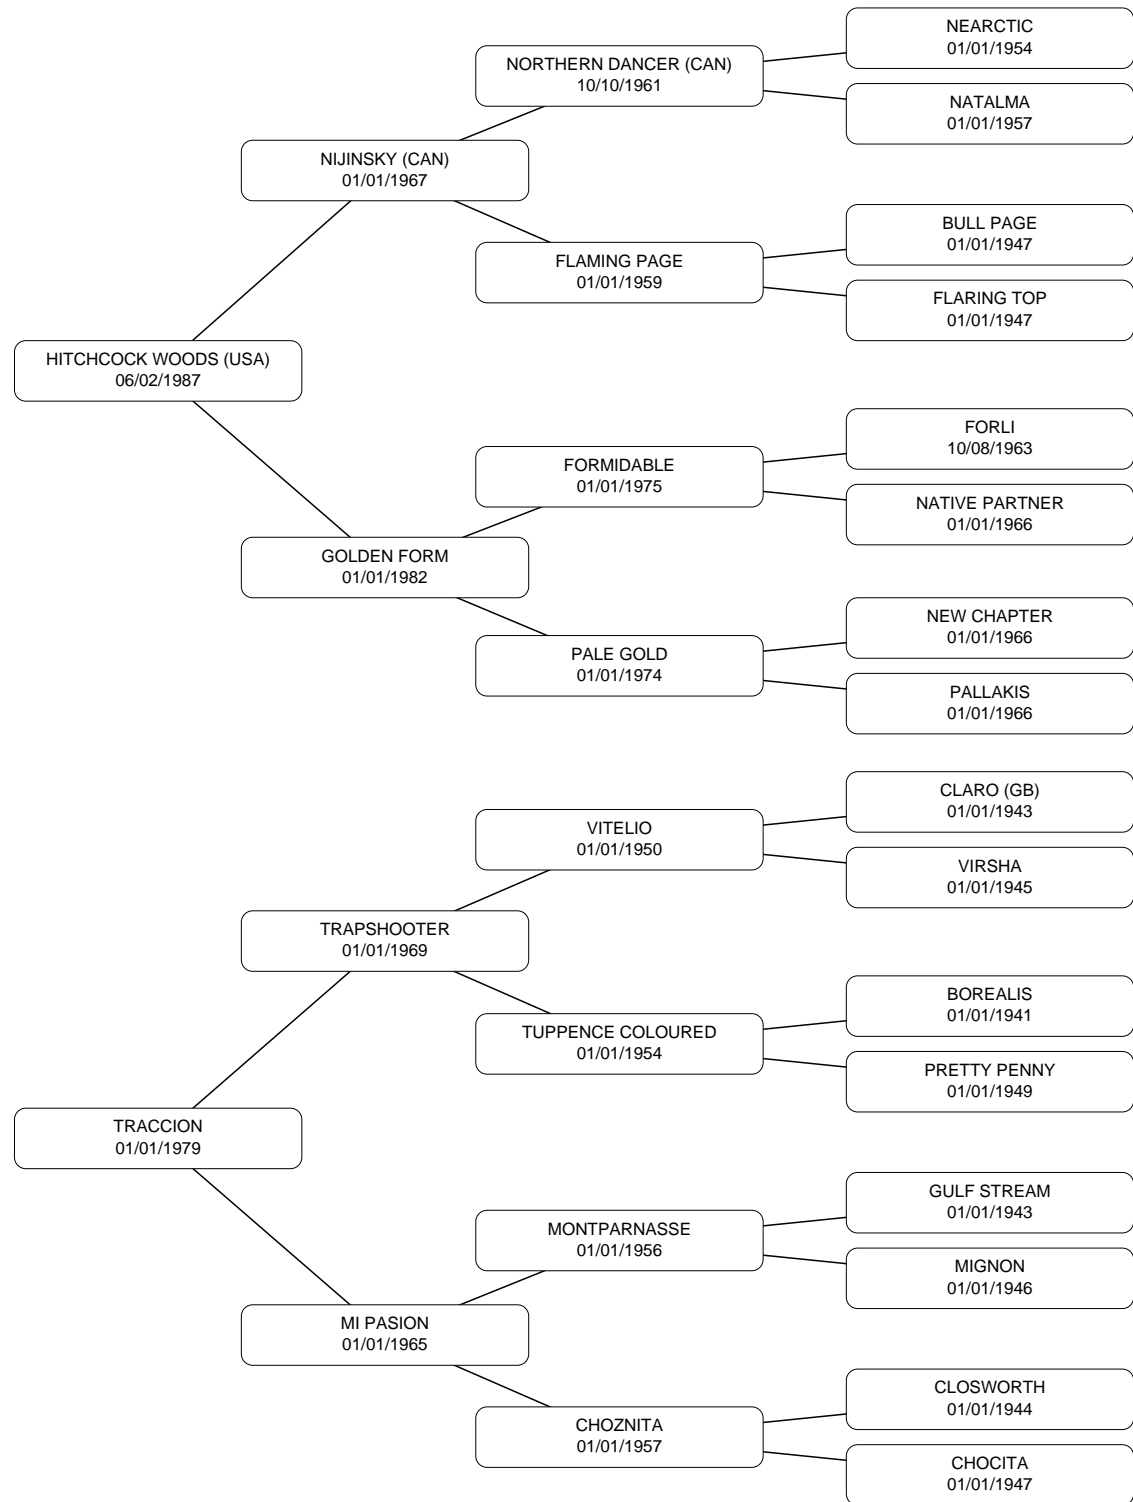 NEARCTIC
01/01/1954
NORTHERN DANCER (CAN)
10/10/1961
NATALMA
01/01/1957
NIJINSKY (CAN)
01/01/1967
BULL PAGE
01/01/1947
FLAMING PAGE
01/01/1959
FLARING TOP
01/01/1947
HITCHCOCK WOODS (USA)
06/02/1987
FORLI
10/08/1963
FORMIDABLE
01/01/1975
NATIVE PARTNER
01/01/1966
GOLDEN FORM
01/01/1982
NEW CHAPTER
01/01/1966
PALE GOLD
01/01/1974
PALLAKIS
01/01/1966
CLARO (GB)
01/01/1943
VITELIO
01/01/1950
VIRSHA
01/01/1945
TRAPSHOOTER
01/01/1969
BOREALIS
01/01/1941
TUPPENCE COLOURED
01/01/1954
PRETTY PENNY
01/01/1949
TRACCION
01/01/1979
GULF STREAM
01/01/1943
MONTPARNASSE
01/01/1956
MIGNON
01/01/1946
MI PASION
01/01/1965
CLOSWORTH
01/01/1944
CHOZNITA
01/01/1957
CHOCITA
01/01/1947